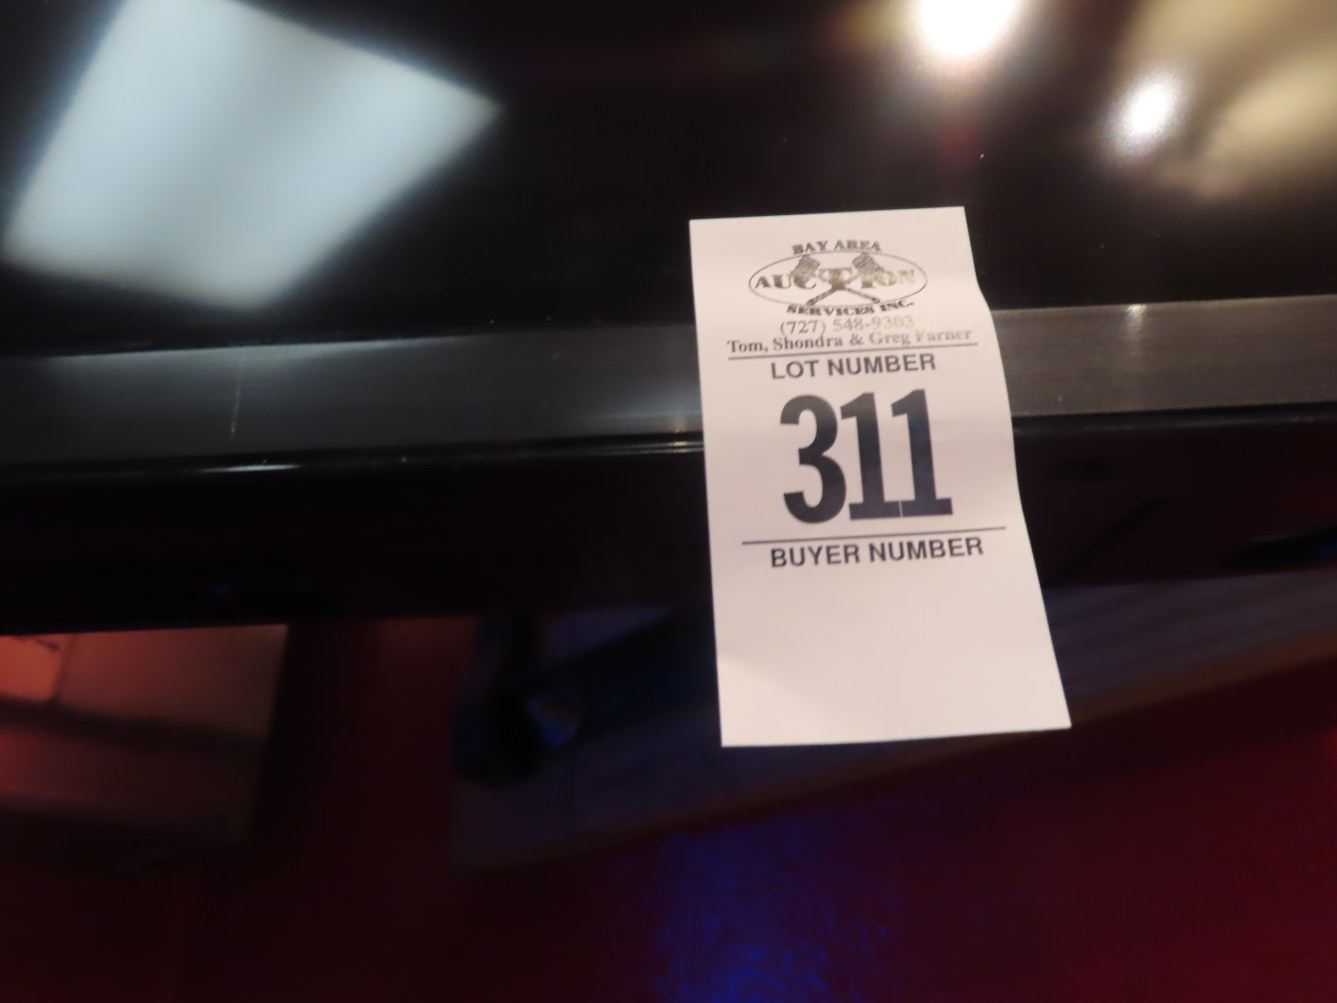 BAY AREA
AUCTION
SERVICES INC.
(727) 548-9303
Tom, Shondra & Greg Farner
LOT NUMBER
311
BUYER NUMBER